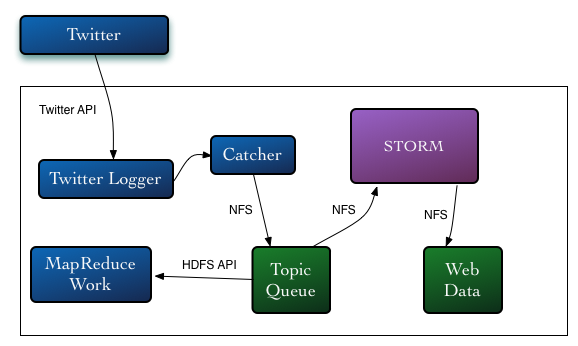 Twitter
Twitter API
STORM
Catcher
Twitter Logger
NFS
NFS
NFS
MapReduce
Work
HDFS API
Topic
Queue
Web
Data